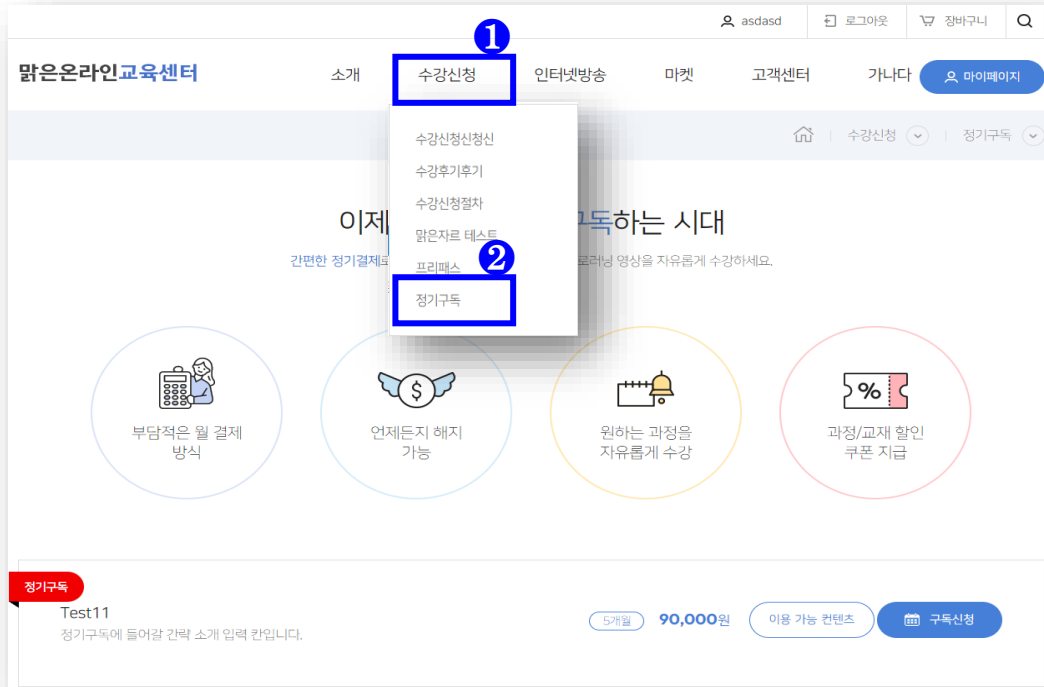 asdasd 로그아웃 장바구니
1
맑은온라인교육센터 소개 수강신청 인터넷방송 마켓 고객센터 가나다 마이페이지
수강신청 정기구독
수강신청신청신
수강후기후기
수강신청절차
맑은자르 테스트
프리패스
2
정기구독
이제 구독하는 시대
간편한 정기결제로 러닝 영상을 자유롭게 수강하세요.
$
%
부담적은 월 결제
방식
언제든지 해지
가능
원하는 과정을
자유롭게 수강
과정/교재 할인
쿠폰 지급
정기구독
Test11
정기구독에 들어갈 간략 소개 입력 칸입니다.
5개월 90,000원 이용 가능 컨텐츠 구독신청